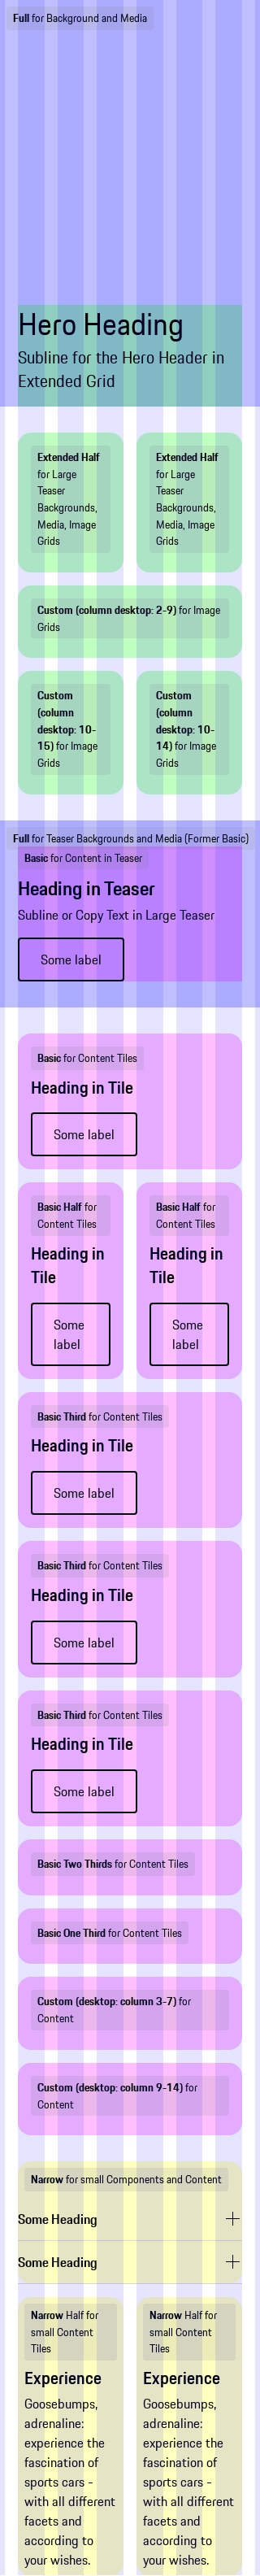 Full for Background and Media
Hero Heading
Subline for the Hero Header in
Extended Grid
Extended Half
for Large
Teaser
Backgrounds,
Media, Image
Grids
Extended Half
for Large
Teaser
Backgrounds,
Media, Image
Grids
Custom (column desktop: 2-9) for Image
Grids
Custom
(column
desktop: 10-
15) for Image
Grids
Custom
(column
desktop: 10-
14) for Image
Grids
Full for Teaser Backgrounds and Media (Former Basic)
Basic for Content in Teaser
Heading in Teaser
Subline or Copy Text in Large Teaser
Some label
Basic for Content Tiles
Heading in Tile
Some label
Basic Half for
Content Tiles
Heading in
Tile
Some
label
Basic Half for
Content Tiles
Heading in
Tile
Some
label
Basic Third for Content Tiles
Heading in Tile
Some label
Basic Third for Content Tiles
Heading in Tile
Some label
Basic Third for Content Tiles
Heading in Tile
Some label
Basic Two Thirds for Content Tiles
Basic One Third for Content Tiles
Custom (desktop: column 3-7) for
Content
Custom (desktop: column 9-14) for
Content
Narrow for small Components and Content
Some Heading
Some Heading
Narrow Half for
small Content
Tiles
Experience
Goosebumps,
adrenaline:
experience the
fascination of
sports cars -
with all different
facets and
according to
your wishes.
Narrow Half for
small Content
Tiles
Experience
Goosebumps,
adrenaline:
experience the
fascination of
sports cars -
with all different
facets and
according to
your wishes.